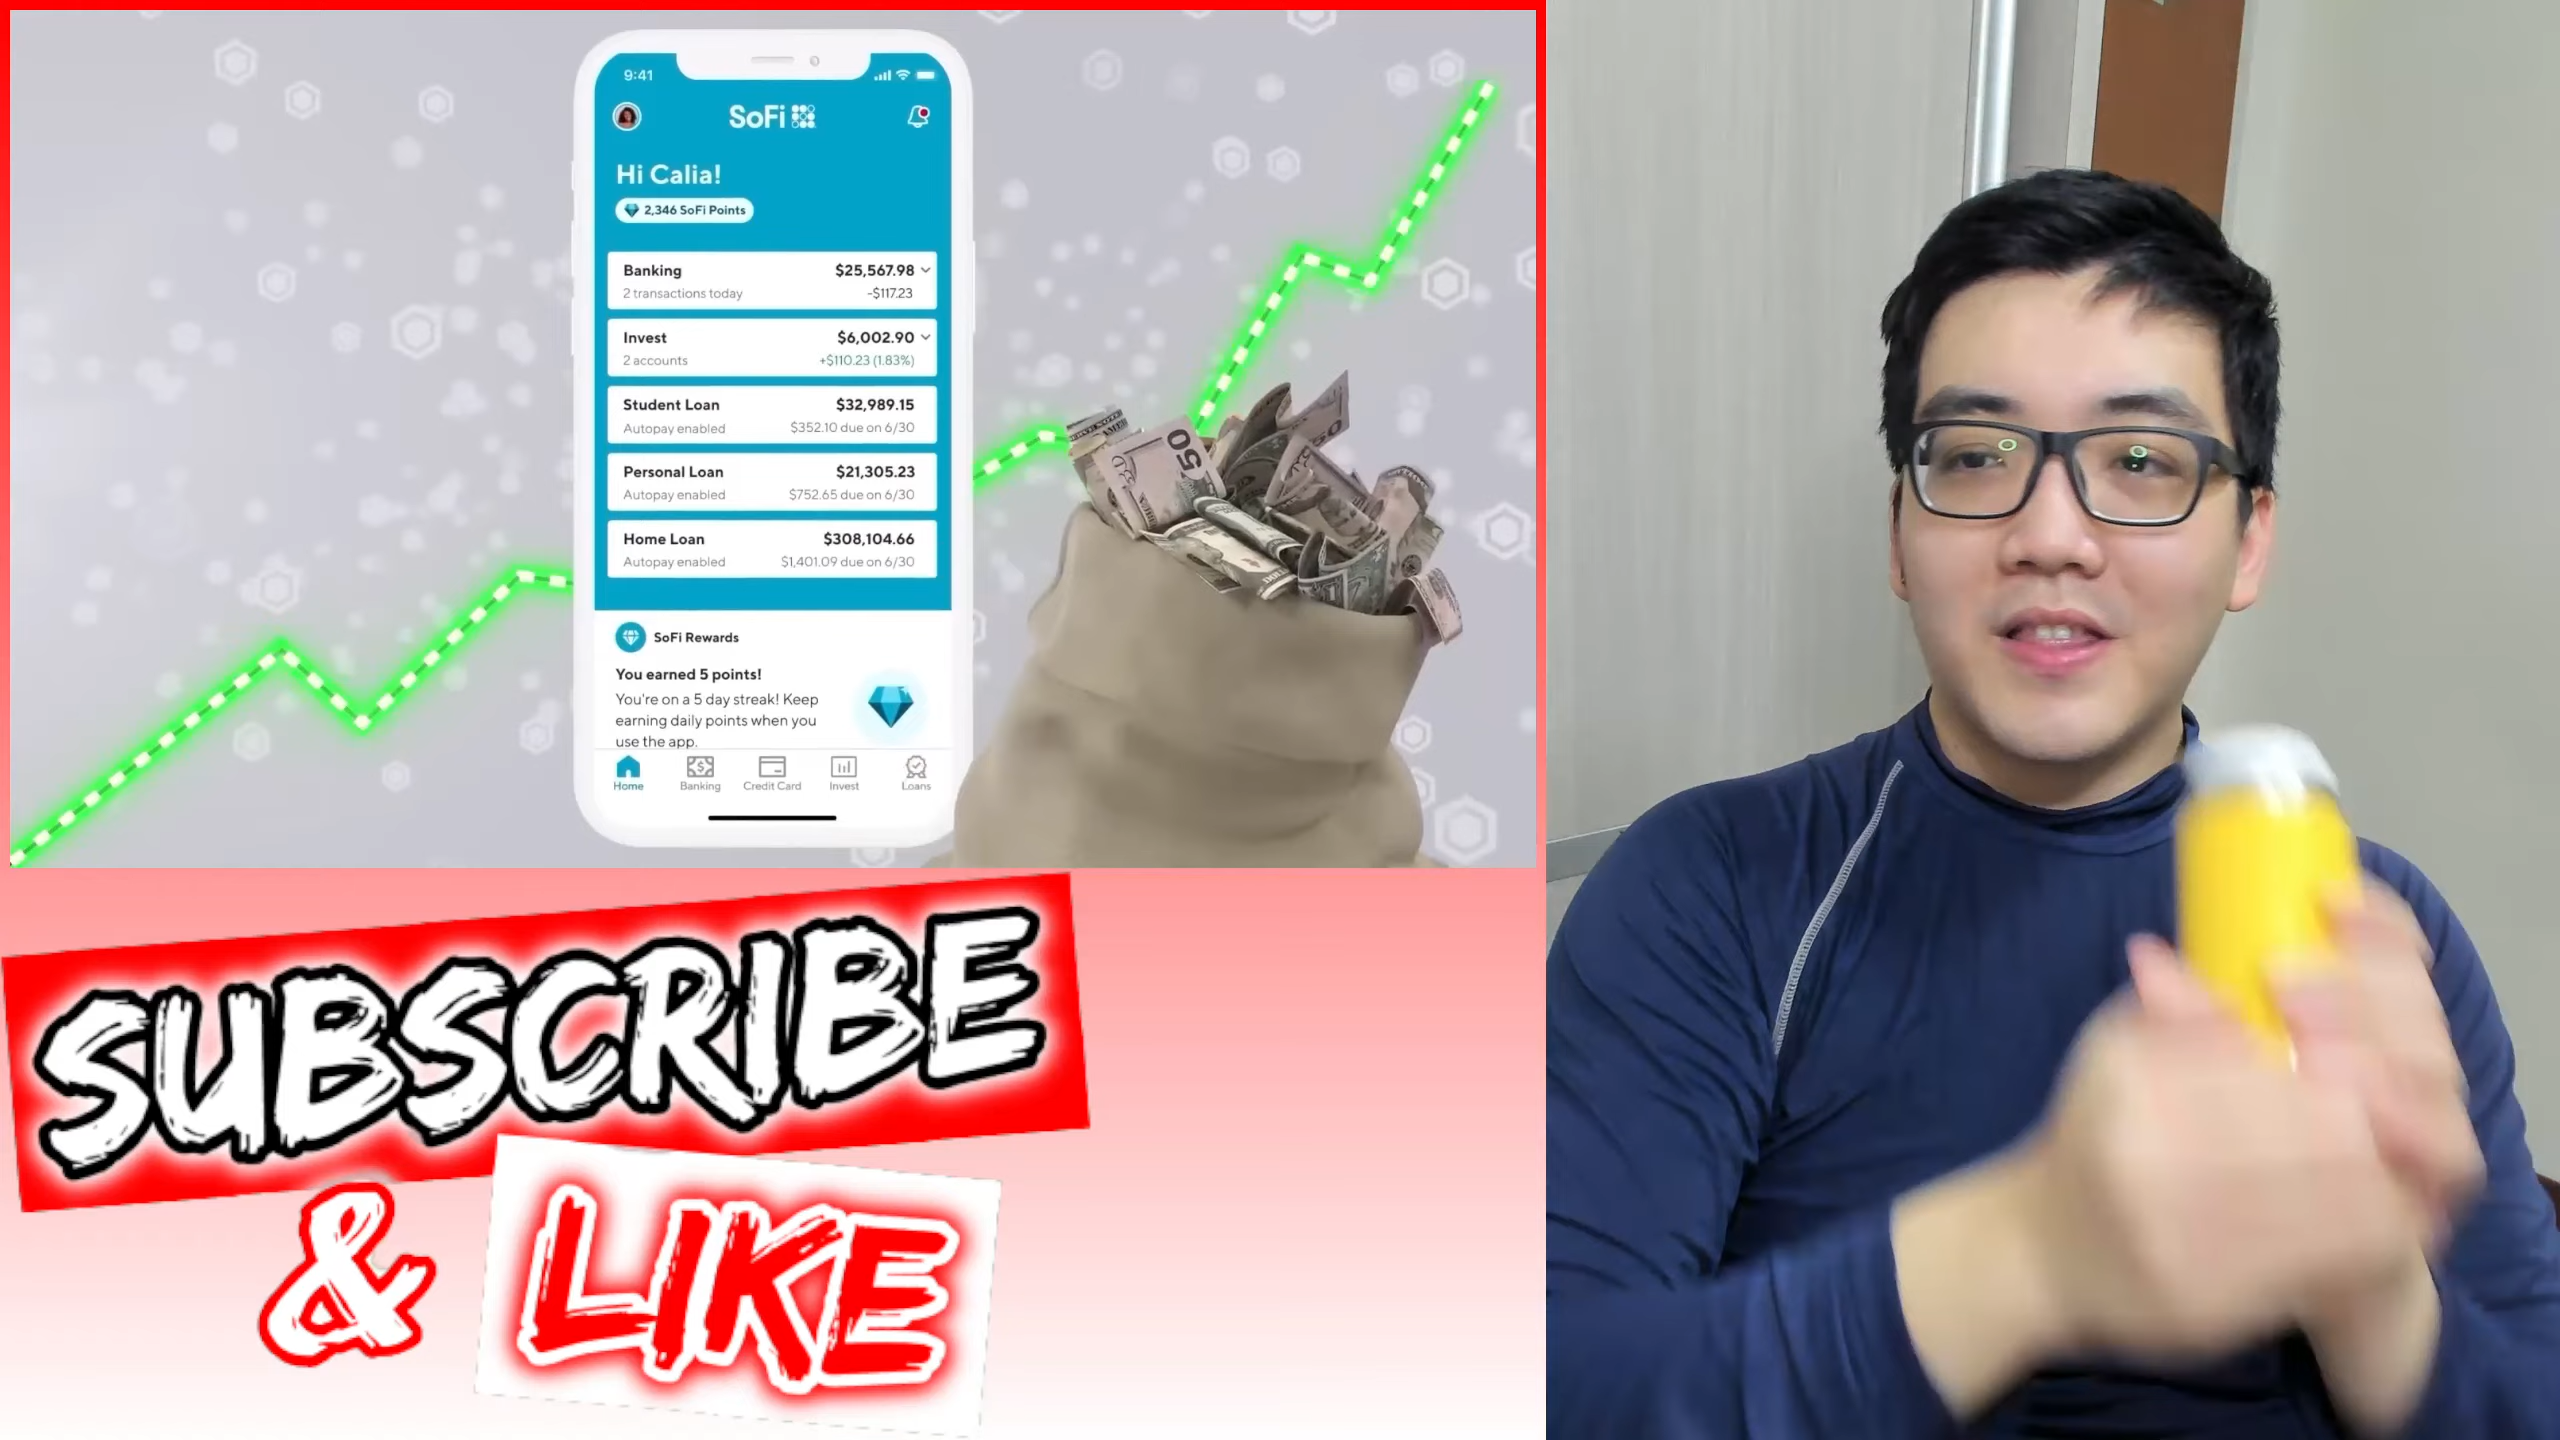 9:41
SoFi
Hi Calia!
2,346 SoFi Points
Banking $25,567.98
2 transactions today -$117.23
Invest $6,002.90
2 accounts +$110.23 (1.83%)
Student Loan $32,989.15
Autopay enabled $352.10 due on 6/30
Personal Loan $21,305.23
Autopay enabled $752.65 due on 6/30
Home Loan $308,104.66
Autopay enabled $1,401.09 due on 6/30
SoFi Rewards
You earned 5 points!
You're on a 5 day streak! Keep
earning daily points when you
use the app.
Home Banking Credit Card Invest Loans
50
SUBSCRIBE
& LIKE